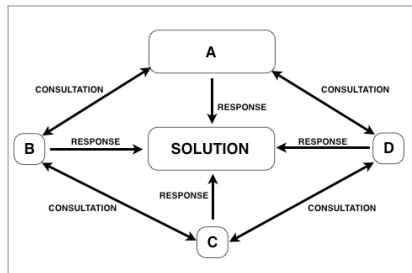 A
CONSULTATION
CONSULTATION
RESPONSE
B
RESPONSE
SOLUTION
RESPONSE
D
RESPONSE
CONSULTATION
CONSULTATION
C